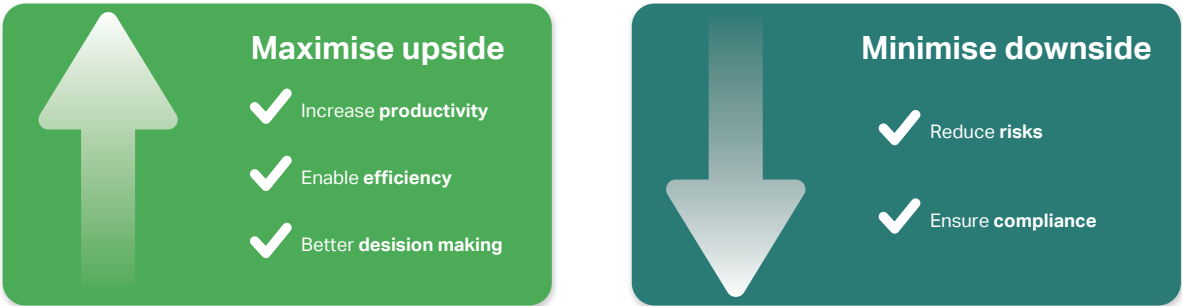 Maximise upside
Increase productivity
Enable efficiency
Better desision making
Minimise downside
Reduce risks
Ensure compliance